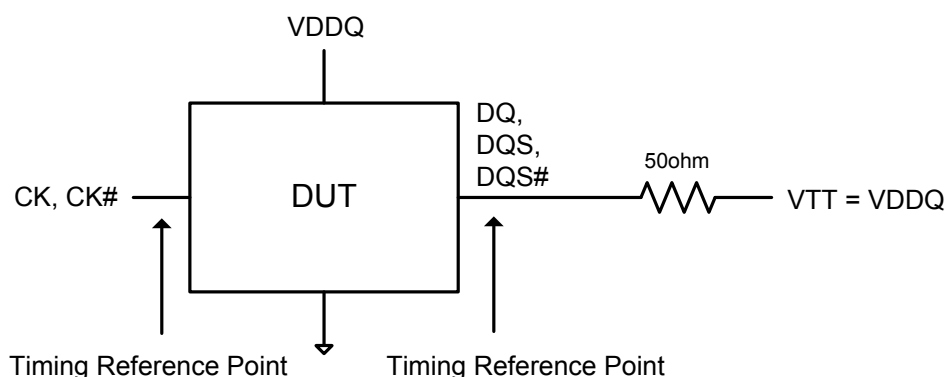 VDDQ
DQ,
DQS,
DQS#
50ohm
CK, CK#
DUT
VTT = VDDQ
Timing Reference Point
Timing Reference Point